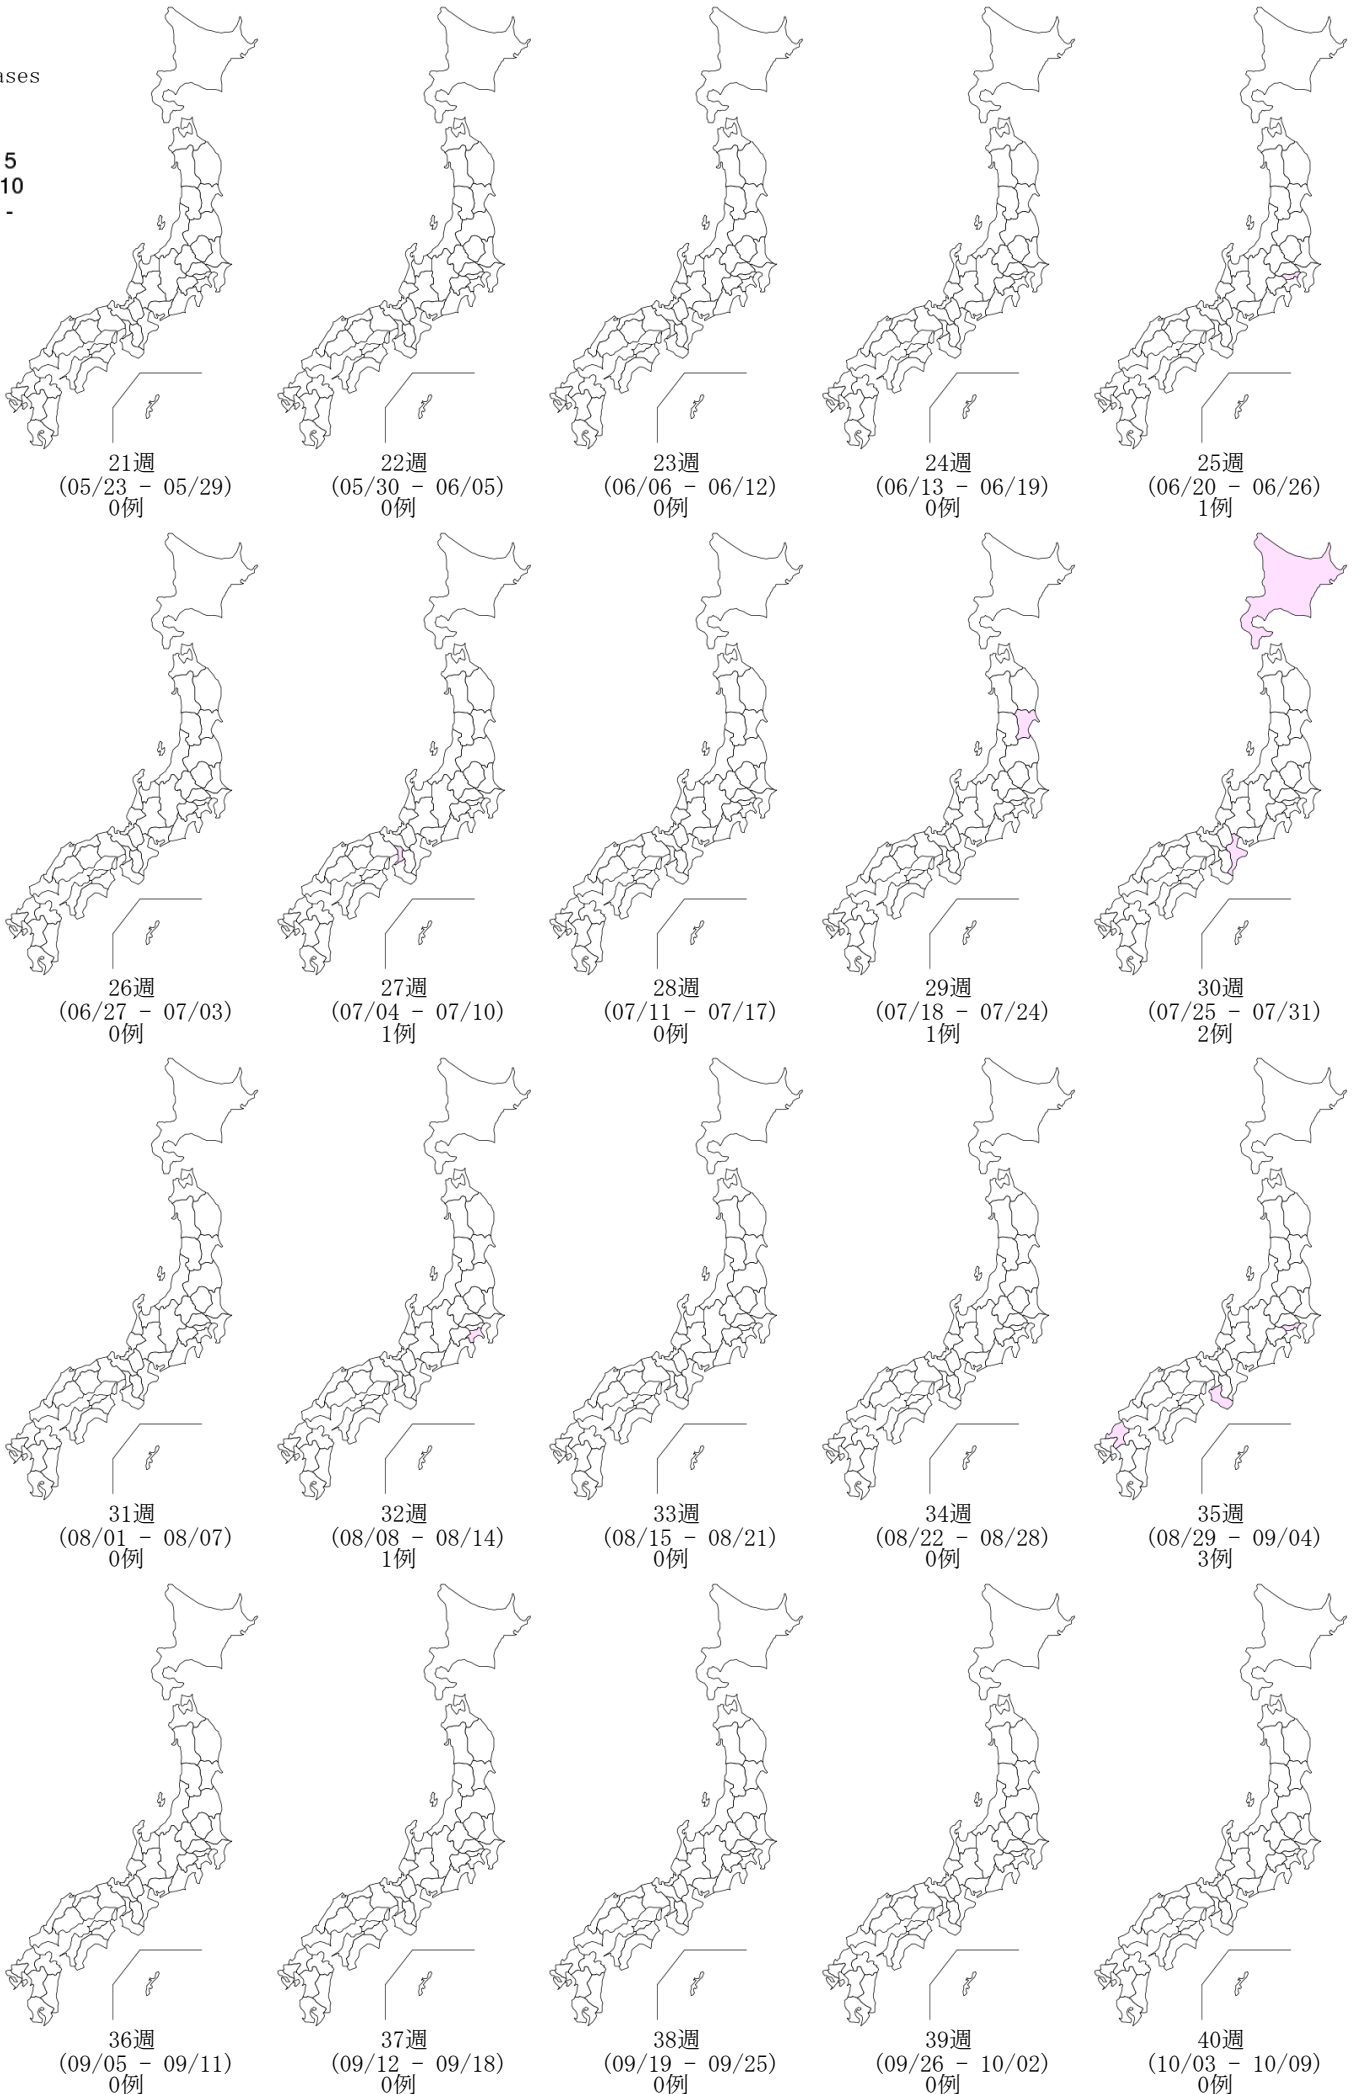 ases
5
10
-
21週
(05/23 - 05/29)
0例
22週
(05/30 - 06/05)
0例
23週
(06/06 - 06/12)
0例
24週
(06/13 - 06/19)
0例
25週
(06/20 - 06/26)
1例
26週
(06/27 - 07/03)
0例
27週
(07/04 - 07/10)
1例
28週
(07/11 - 07/17)
0例
29週
(07/18 - 07/24)
1例
30週
(07/25 - 07/31)
2例
31週
(08/01 - 08/07)
0例
32週
(08/08 - 08/14)
1例
33週
(08/15 - 08/21)
0例
34週
(08/22 - 08/28)
0例
35週
(08/29 - 09/04)
3例
36週
(09/05 - 09/11)
0例
37週
(09/12 - 09/18)
0例
38週
(09/19 - 09/25)
0例
39週
(09/26 - 10/02)
0例
40週
(10/03 - 10/09)
0例